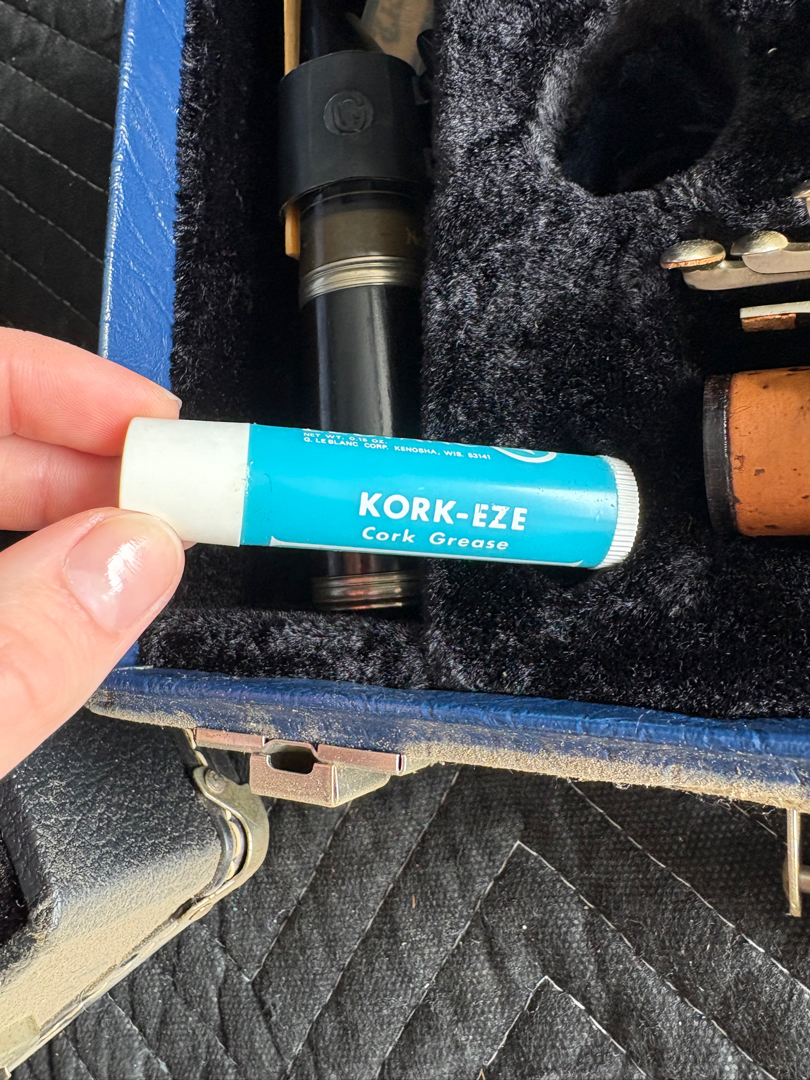 NET WT. 0.15 OZ.
G. LEBLANC CORP. KENOSHA, WIS. 53141
KORK-EZE
Cork Grease